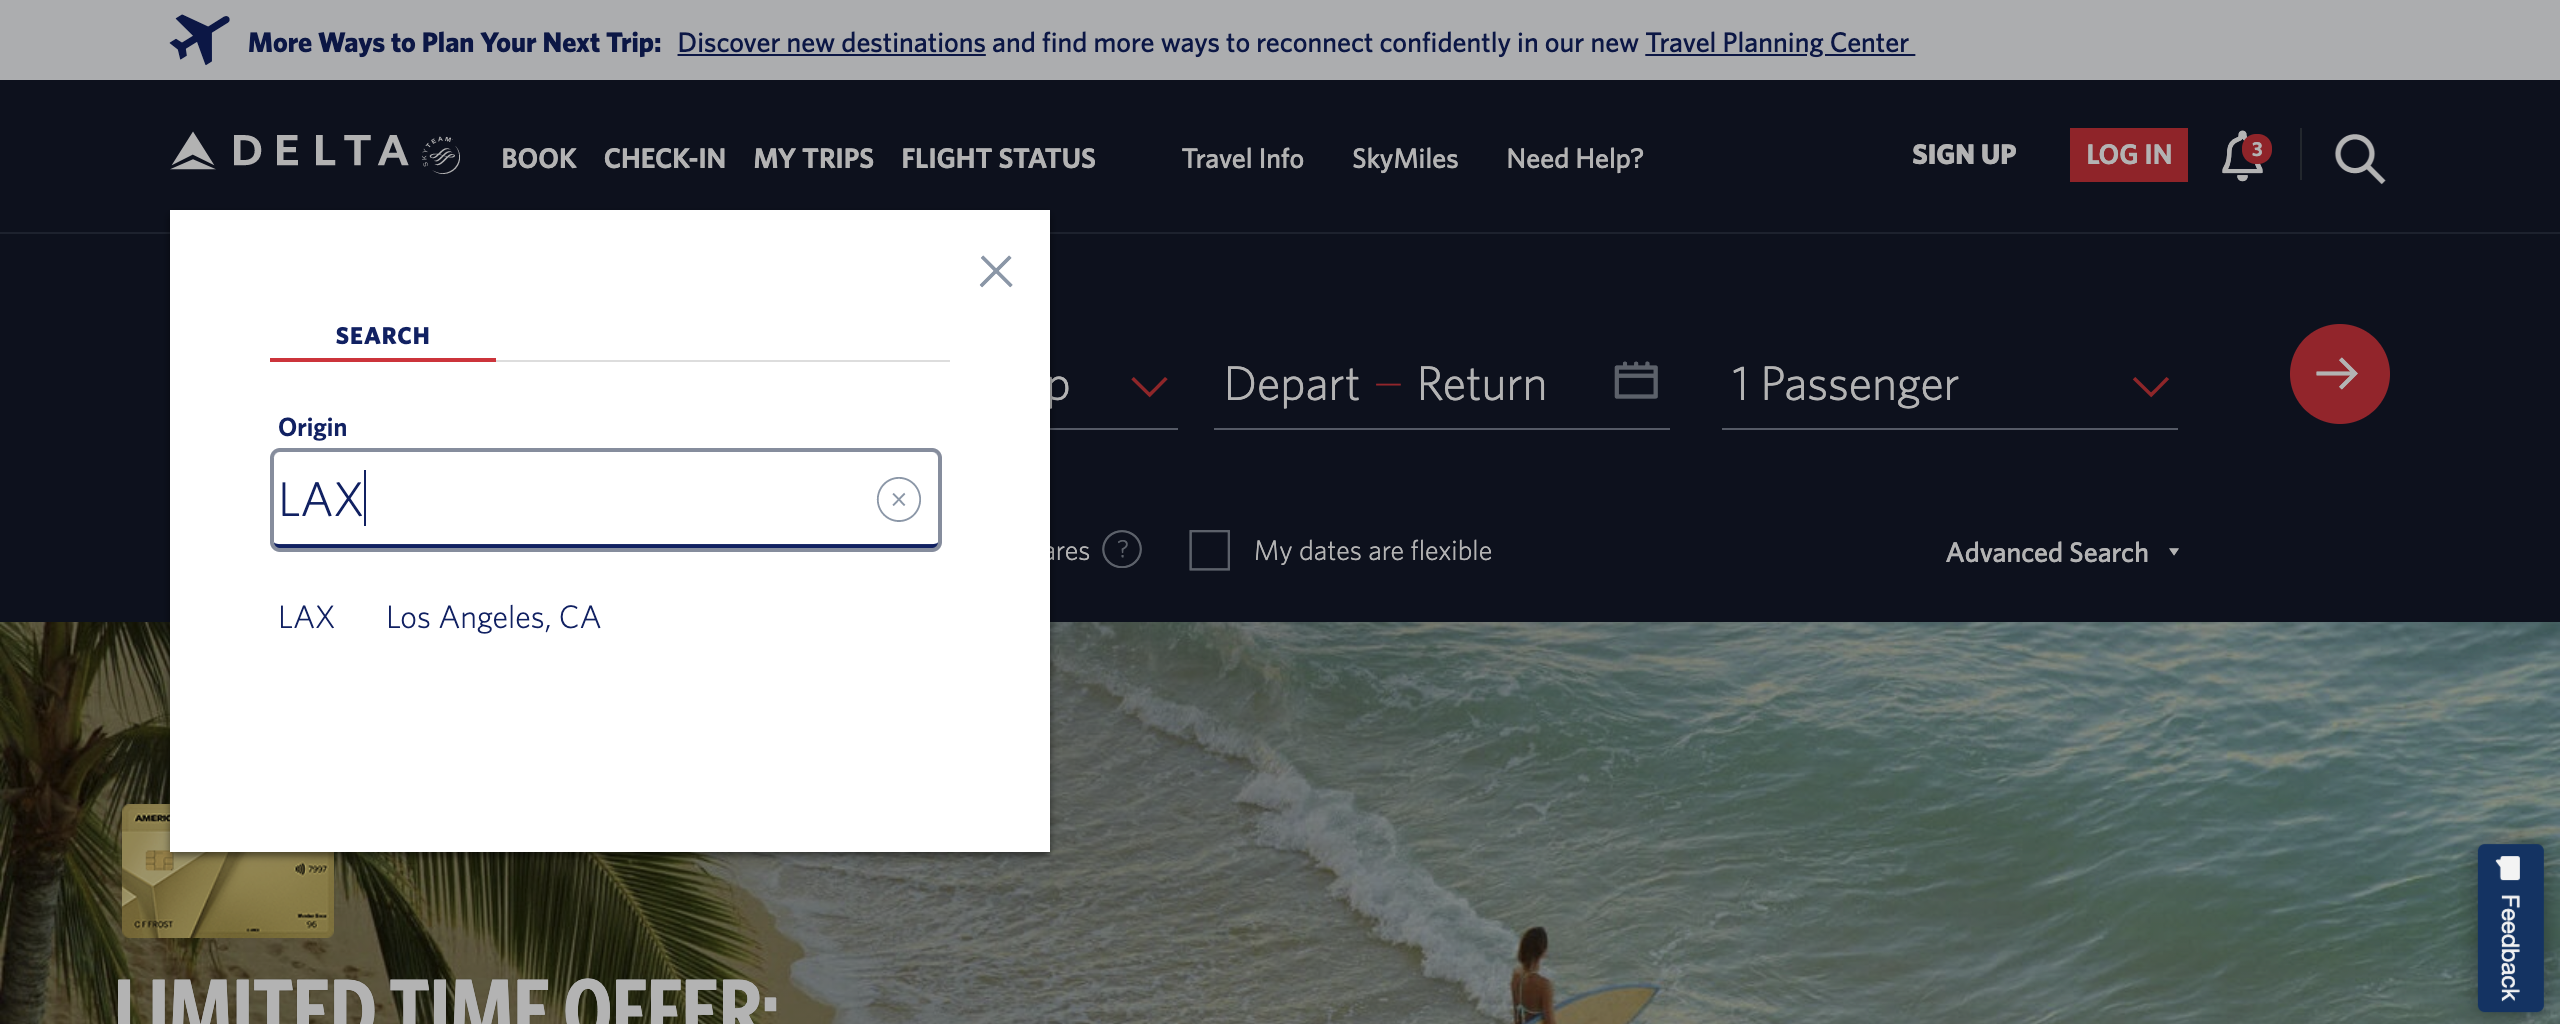 More Ways to Plan Your Next Trip: Discover new destinations and find more ways to reconnect confidently in our new Travel Planning Center
DELTA SKYTEAM BOOK CHECK-IN MY TRIPS FLIGHT STATUS Travel Info SkyMiles Need Help? SIGN UP LOG IN 3
SEARCH
Origin
LAX
LAX Los Angeles, CA
p Depart — Return 1 Passenger
ares ? My dates are flexible Advanced Search
AMERIC
7997
C F FROST
96
LIMITED TIME OFFER:
Feedback